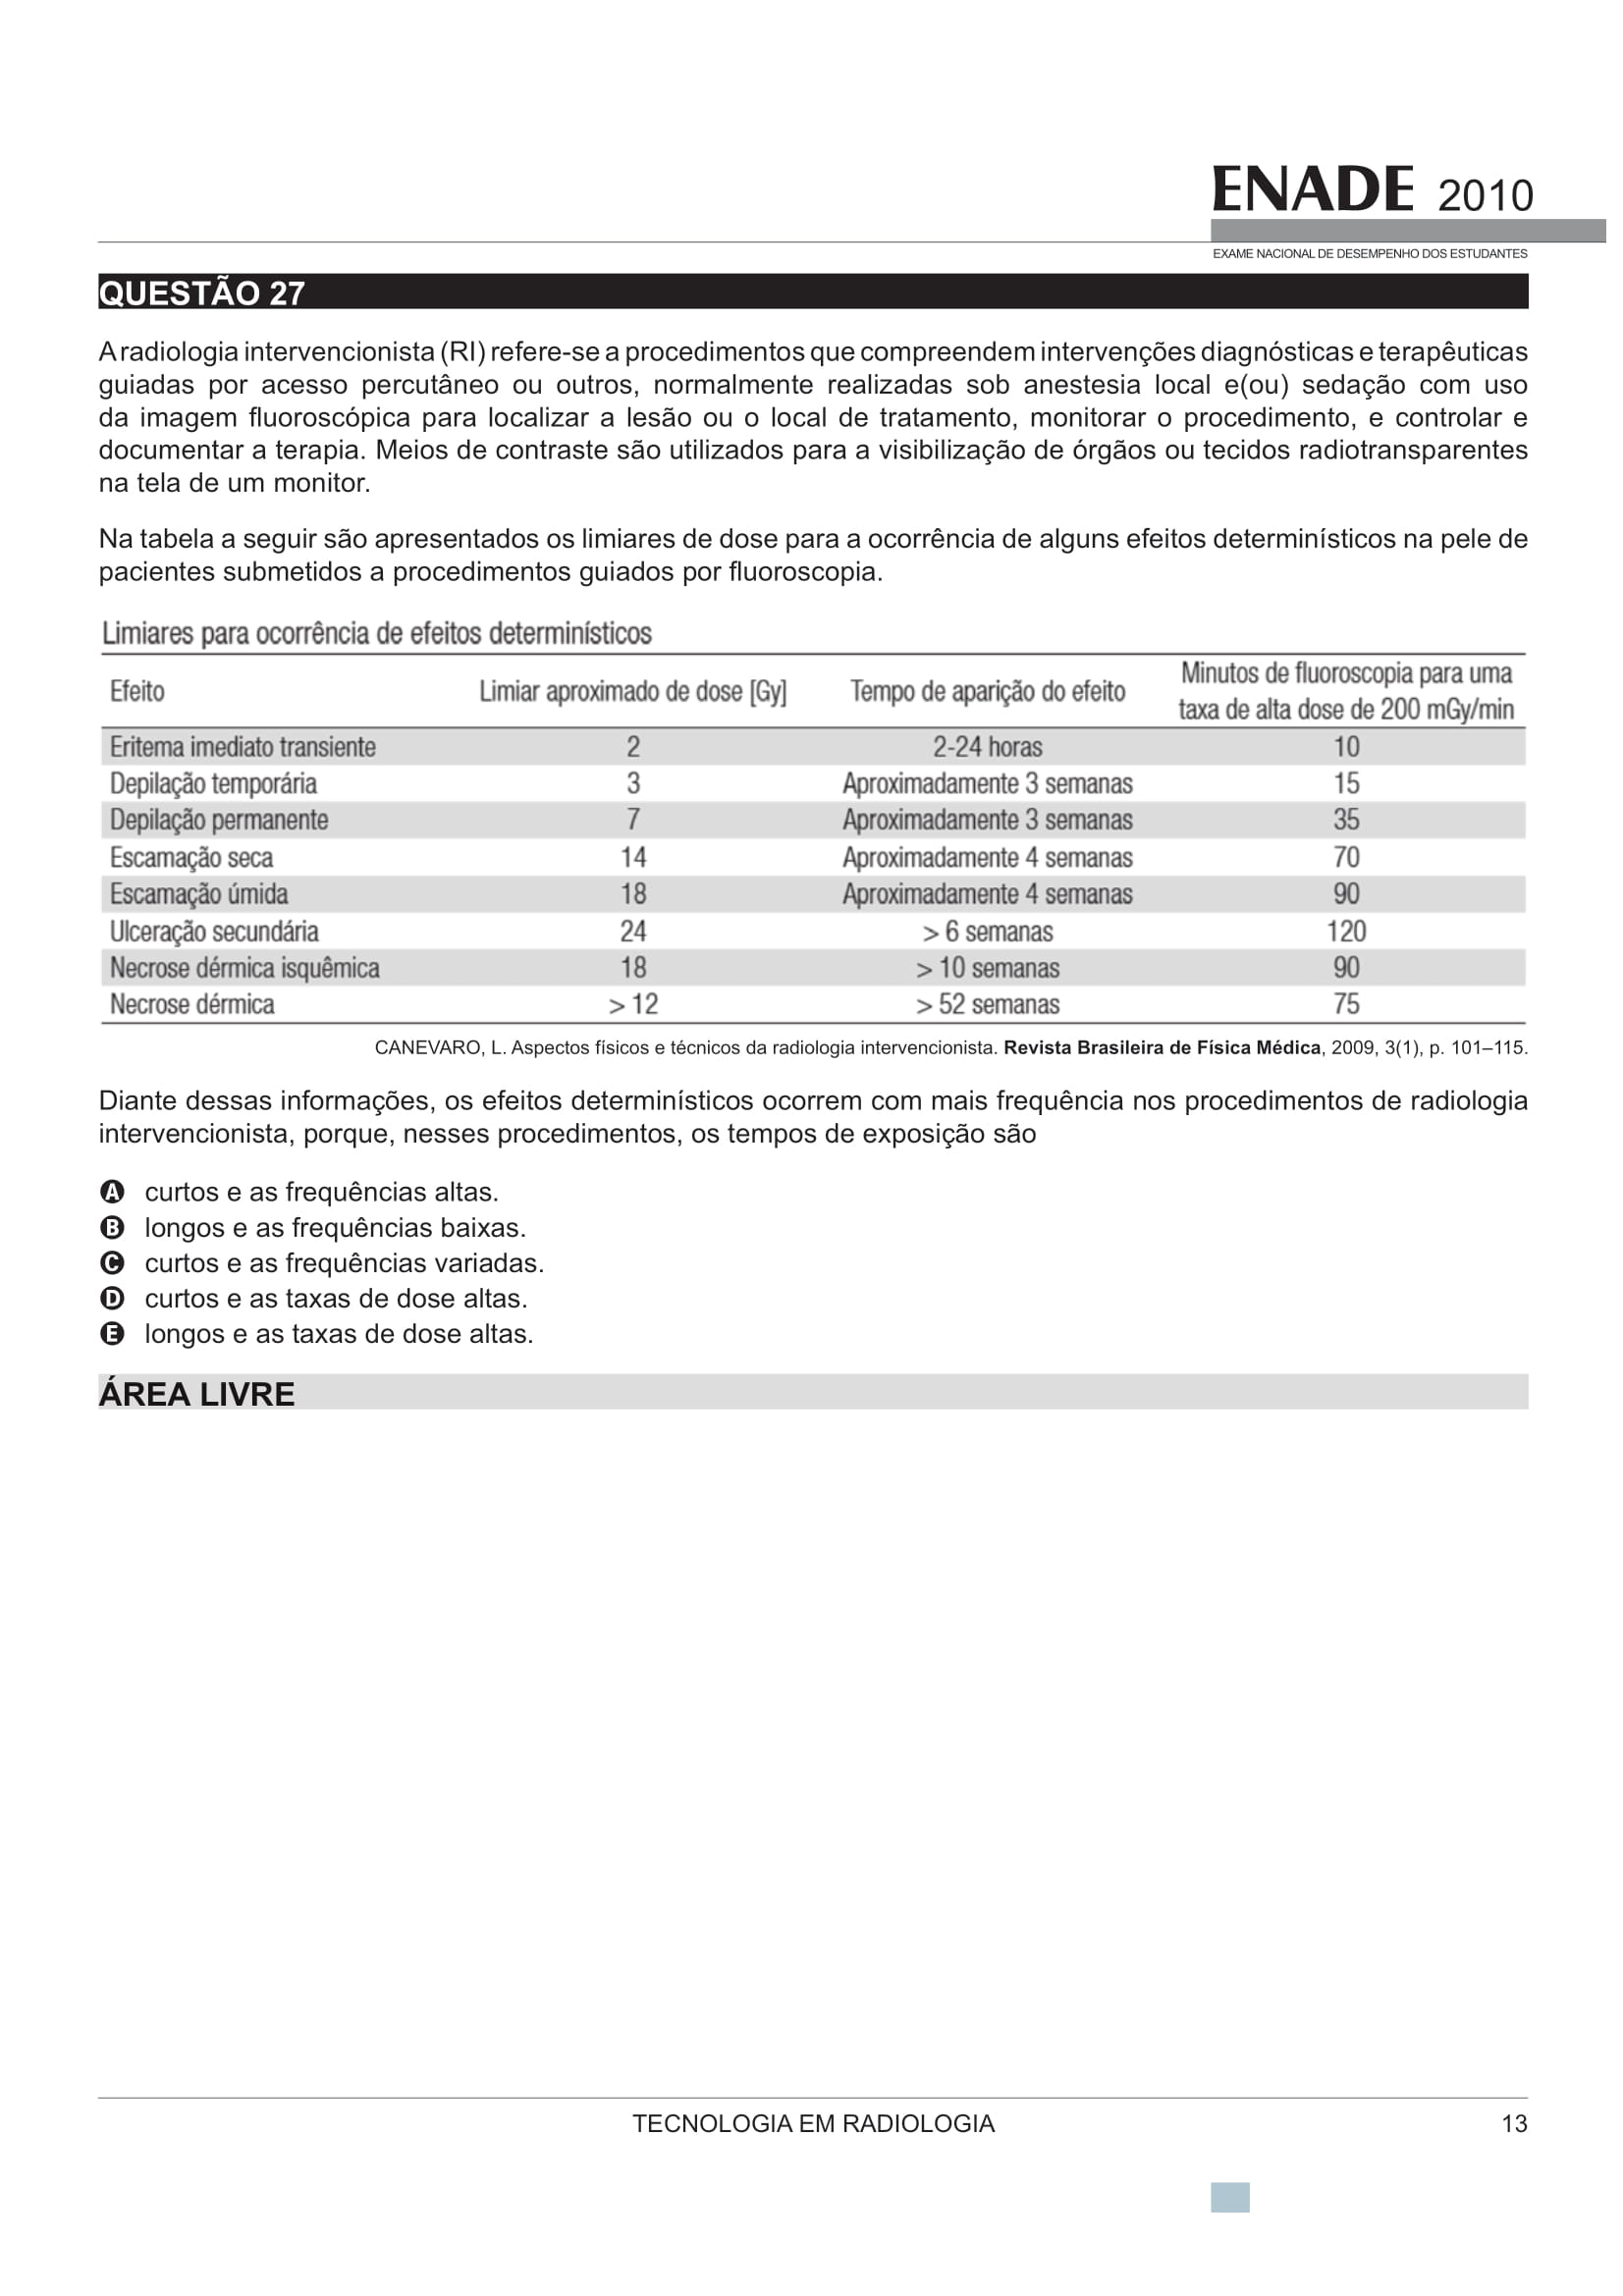 ENADE 2010
EXAME NACIONAL DE DESEMPENHO DOS ESTUDANTES
QUESTÃO 27
A radiologia intervencionista (RI) refere-se a procedimentos que compreendem intervenções diagnósticas e terapêuticas
guiadas por acesso percutâneo ou outros, normalmente realizadas sob anestesia local e(ou) sedação com uso
da imagem fluoroscópica para localizar a lesão ou o local de tratamento, monitorar o procedimento, e controlar e
documentar a terapia. Meios de contraste são utilizados para a visibilização de órgãos ou tecidos radiotransparentes
na tela de um monitor.
Na tabela a seguir são apresentados os limiares de dose para a ocorrência de alguns efeitos determinísticos na pele de
pacientes submetidos a procedimentos guiados por fluoroscopia.
Limiares para ocorrência de efeitos determinísticos
Efeito Limiar aproximado de dose [Gy] Tempo de aparição do efeito Minutos de fluoroscopia para uma
taxa de alta dose de 200 mGy/min
Eritema imediato transiente 2 2-24 horas 10
Depilação temporária 3 Aproximadamente 3 semanas 15
Depilação permanente 7 Aproximadamente 3 semanas 35
Escamação seca 14 Aproximadamente 4 semanas 70
Escamação úmida 18 Aproximadamente 4 semanas 90
Ulceração secundária 24 > 6 semanas 120
Necrose dérmica isquêmica 18 > 10 semanas 90
Necrose dérmica > 12 > 52 semanas 75
CANEVARO, L. Aspectos físicos e técnicos da radiologia intervencionista. Revista Brasileira de Física Médica, 2009, 3(1), p. 101–115.
Diante dessas informações, os efeitos determinísticos ocorrem com mais frequência nos procedimentos de radiologia
intervencionista, porque, nesses procedimentos, os tempos de exposição são
A curtos e as frequências altas.
B longos e as frequências baixas.
C curtos e as frequências variadas.
D curtos e as taxas de dose altas.
E longos e as taxas de dose altas.
ÁREA LIVRE
TECNOLOGIA EM RADIOLOGIA 13